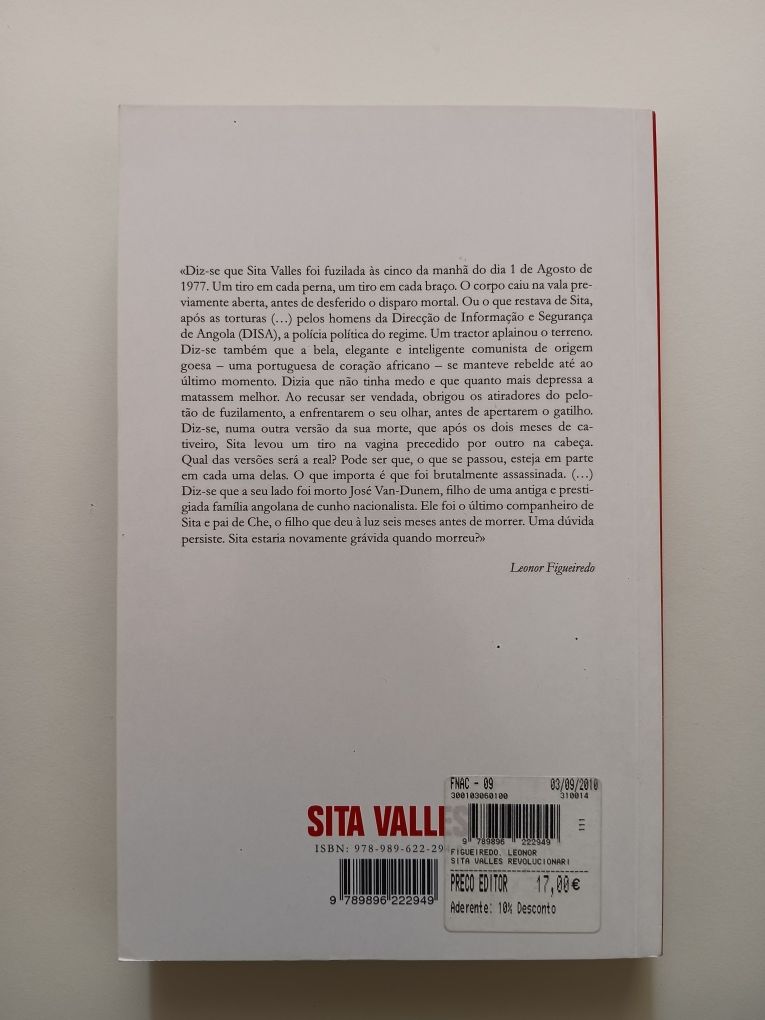 «Diz-se que Sita Valles foi fuzilada às cinco da manhã do dia 1 de Agosto de
1977. Um tiro em cada perna, um tiro em cada braço. O corpo caiu na vala pre-
viamente aberta, antes de desferido o disparo mortal. Ou o que restava de Sita,
após as torturas (…) pelos homens da Direcção de Informação e Segurança
de Angola (DISA), a polícia política do regime. Um tractor aplainou o terreno.
Diz-se também que a bela, elegante e inteligente comunista de origem
goesa – uma portuguesa de coração africano – se manteve rebelde até ao
último momento. Dizia que não tinha medo e que quanto mais depressa a
matassem melhor. Ao recusar ser vendada, obrigou os atiradores do pelo-
tão de fuzilamento, a enfrentarem o seu olhar, antes de apertarem o gatilho.
Diz-se, numa outra versão da sua morte, que após os dois meses de ca-
tiveiro, Sita levou um tiro na vagina precedido por outro na cabeça.
Qual das versões será a real? Pode ser que, o que se passou, esteja em parte
em cada uma delas. O que importa é que foi brutalmente assassinada. (…)
Diz-se que a seu lado foi morto José Van-Dunem, filho de uma antiga e presti-
giada família angolana de cunho nacionalista. Ele foi o último companheiro de
Sita e pai de Che, o filho que deu à luz seis meses antes de morrer. Uma dúvida
persiste. Sita estaria novamente grávida quando morreu?»
Leonor Figueiredo
SITA VALLES
ISBN: 978-989-622-29
9 789896 222949
FNAC - 09 03/09/2010
300103060100 310014
9 789896 222949
FIGUEIREDO, LEONOR
SITA VALLES REVOLUCIONARI
PRECO EDITOR 17,00€
Aderente: 10% Desconto